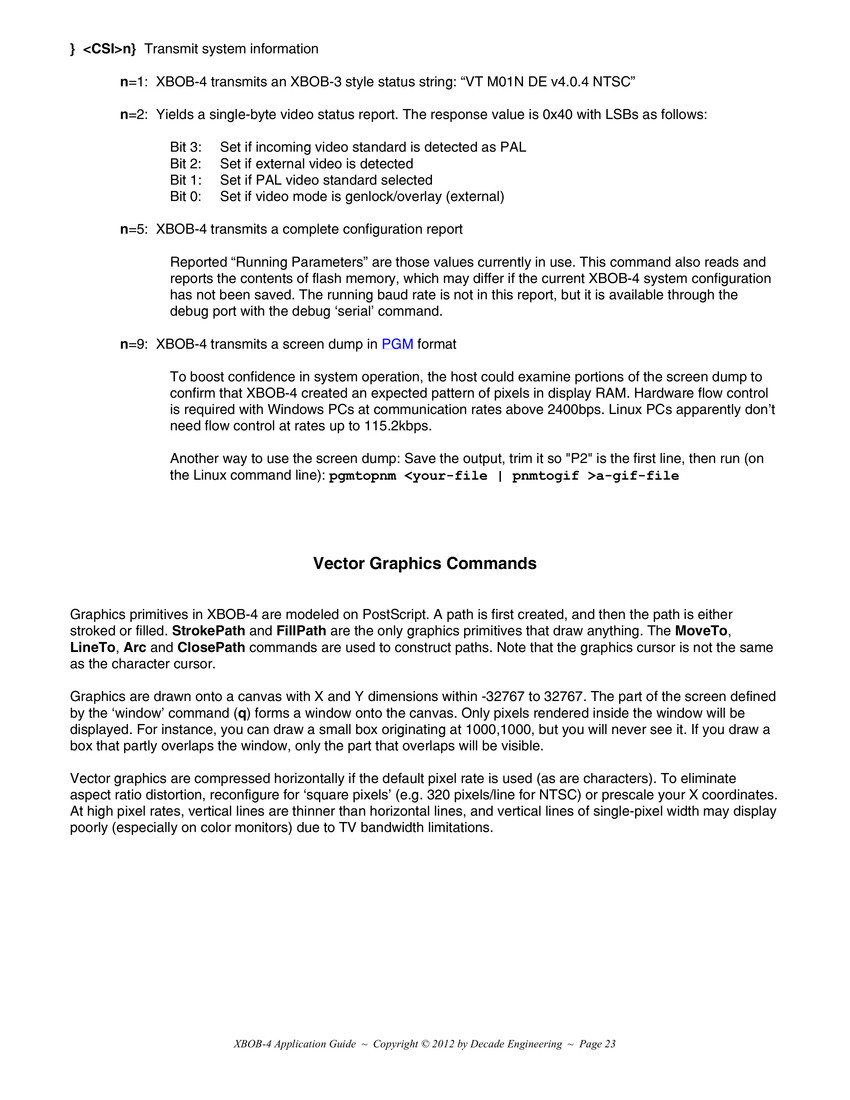 } <CSI>n} Transmit system information
n=1: XBOB-4 transmits an XBOB-3 style status string: “VT M01N DE v4.0.4 NTSC”
n=2: Yields a single-byte video status report. The response value is 0x40 with LSBs as follows:
Bit 3: Set if incoming video standard is detected as PAL
Bit 2: Set if external video is detected
Bit 1: Set if PAL video standard selected
Bit 0: Set if video mode is genlock/overlay (external)
n=5: XBOB-4 transmits a complete configuration report
Reported “Running Parameters” are those values currently in use. This command also reads and
reports the contents of flash memory, which may differ if the current XBOB-4 system configuration
has not been saved. The running baud rate is not in this report, but it is available through the
debug port with the debug ‘serial’ command.
n=9: XBOB-4 transmits a screen dump in PGM format
To boost confidence in system operation, the host could examine portions of the screen dump to
confirm that XBOB-4 created an expected pattern of pixels in display RAM. Hardware flow control
is required with Windows PCs at communication rates above 2400bps. Linux PCs apparently don’t
need flow control at rates up to 115.2kbps.
Another way to use the screen dump: Save the output, trim it so "P2" is the first line, then run (on
the Linux command line): pgmtopnm <your-file | pnmtogif >a-gif-file
Vector Graphics Commands
Graphics primitives in XBOB-4 are modeled on PostScript. A path is first created, and then the path is either
stroked or filled. StrokePath and FillPath are the only graphics primitives that draw anything. The MoveTo,
LineTo, Arc and ClosePath commands are used to construct paths. Note that the graphics cursor is not the same
as the character cursor.
Graphics are drawn onto a canvas with X and Y dimensions within -32767 to 32767. The part of the screen defined
by the ‘window’ command (q) forms a window onto the canvas. Only pixels rendered inside the window will be
displayed. For instance, you can draw a small box originating at 1000,1000, but you will never see it. If you draw a
box that partly overlaps the window, only the part that overlaps will be visible.
Vector graphics are compressed horizontally if the default pixel rate is used (as are characters). To eliminate
aspect ratio distortion, reconfigure for ‘square pixels’ (e.g. 320 pixels/line for NTSC) or prescale your X coordinates.
At high pixel rates, vertical lines are thinner than horizontal lines, and vertical lines of single-pixel width may display
poorly (especially on color monitors) due to TV bandwidth limitations.
XBOB-4 Application Guide ~ Copyright © 2012 by Decade Engineering ~ Page 23